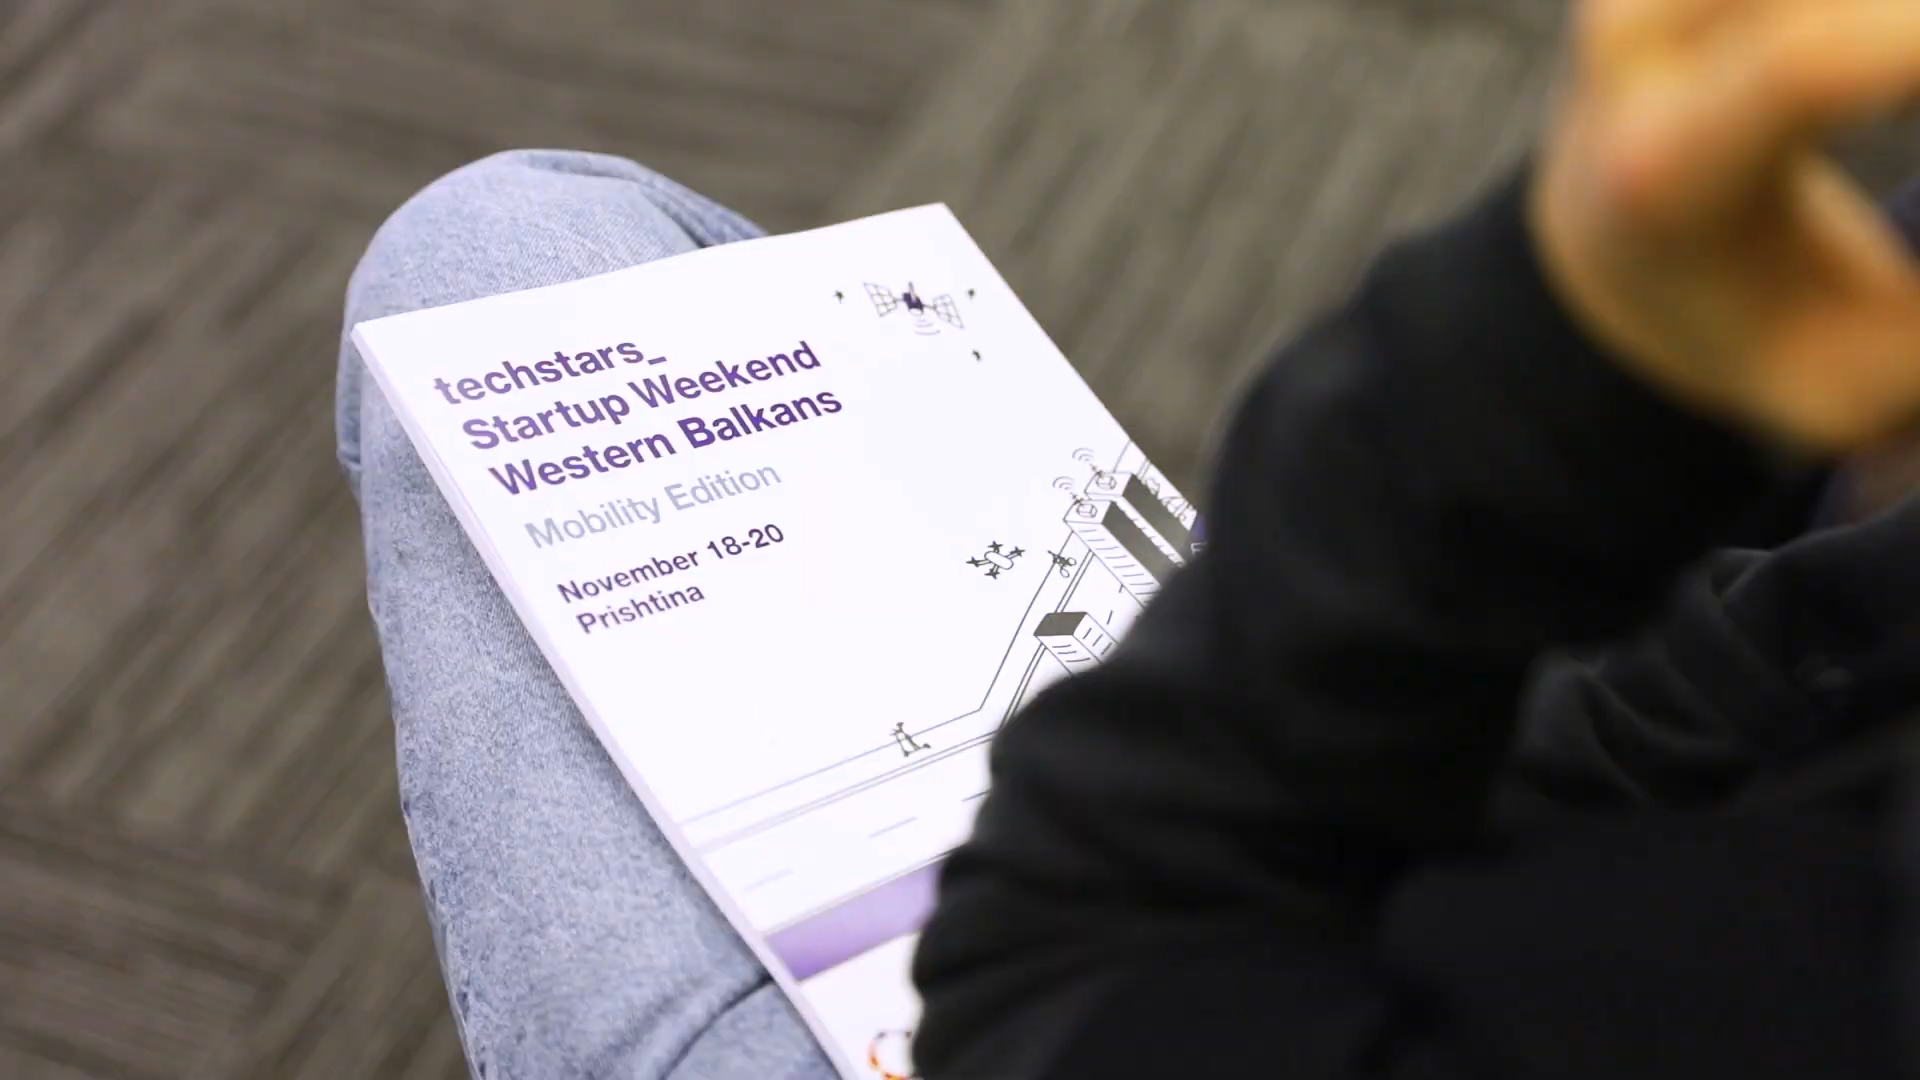 techstars_
Startup Weekend
Western Balkans
Mobility Edition
November 18-20
Prishtina